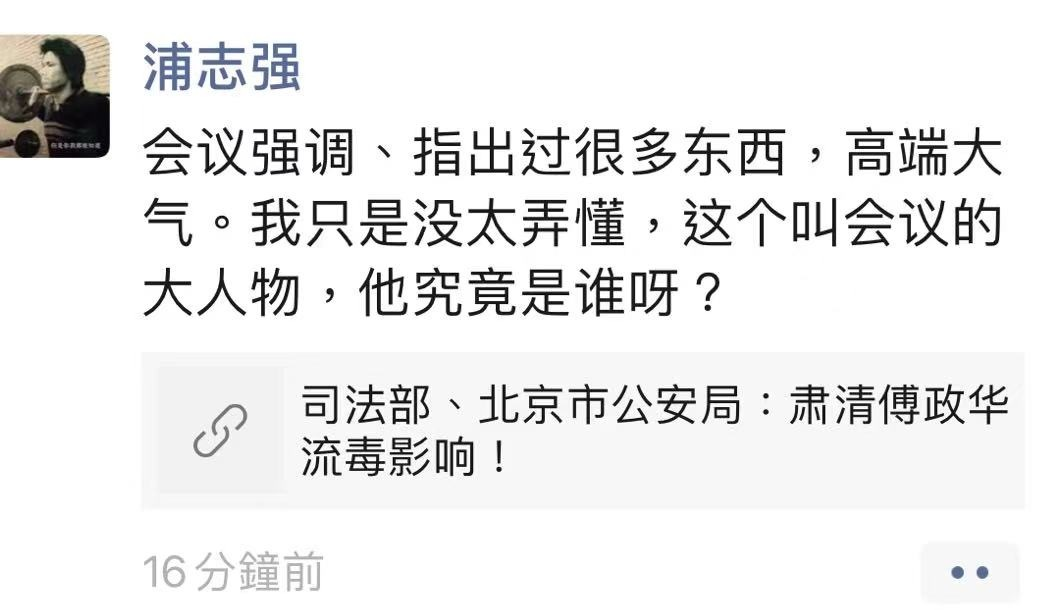 浦志强
会议强调、指出过很多东西，高端大
气。我只是没太弄懂，这个叫会议的
大人物，他究竟是谁呀？
司法部、北京市公安局：肃清傅政华
流毒影响！
16分鐘前